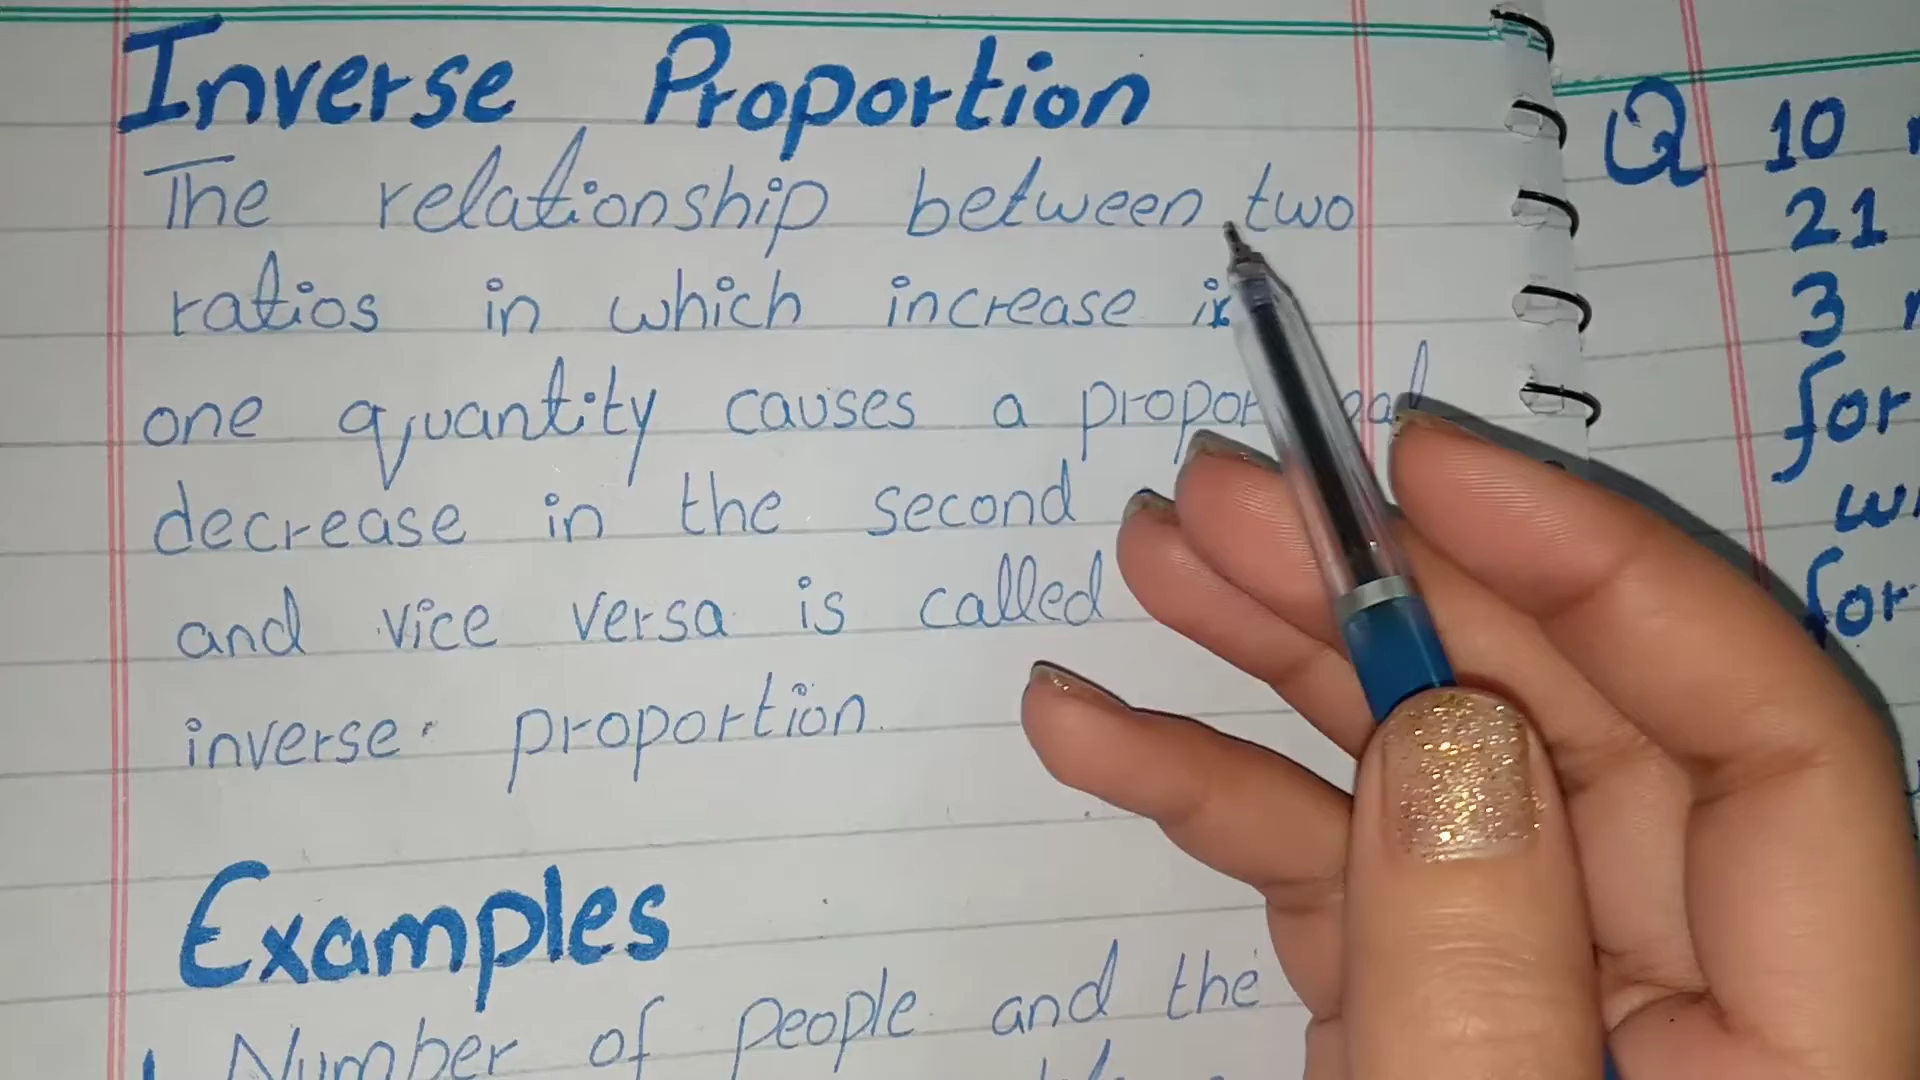 Inverse Proportion
The relationship between two
ratios in which increase
one quantity causes a
decrease in the second
and vice versa is called
inverse proportion.
Examples
1 Number of people and the
Q 10
21
3
for
for